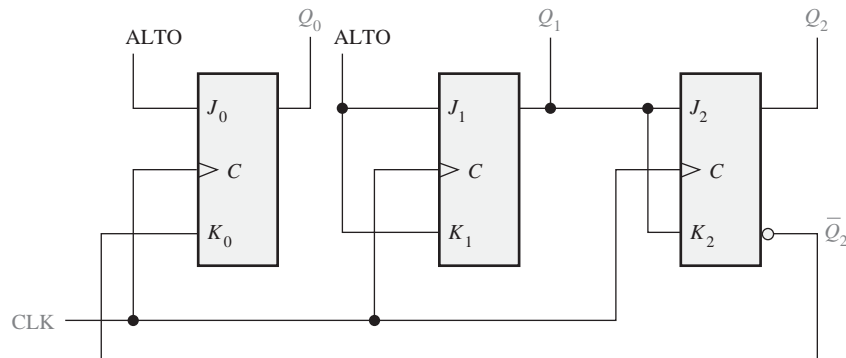 Q₀ Q₁ Q₂
ALTO ALTO
J₀ J₁ J₂
C C C
K₀ K₁ K₂ Q̅₂
CLK